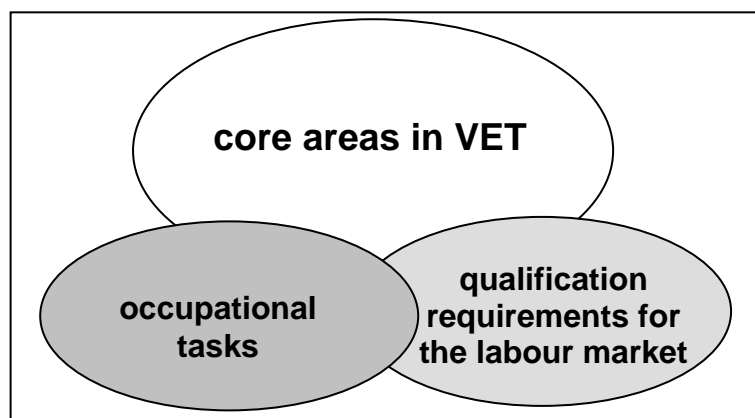 core areas in VET
occupational
tasks
qualification
requirements for
the labour market